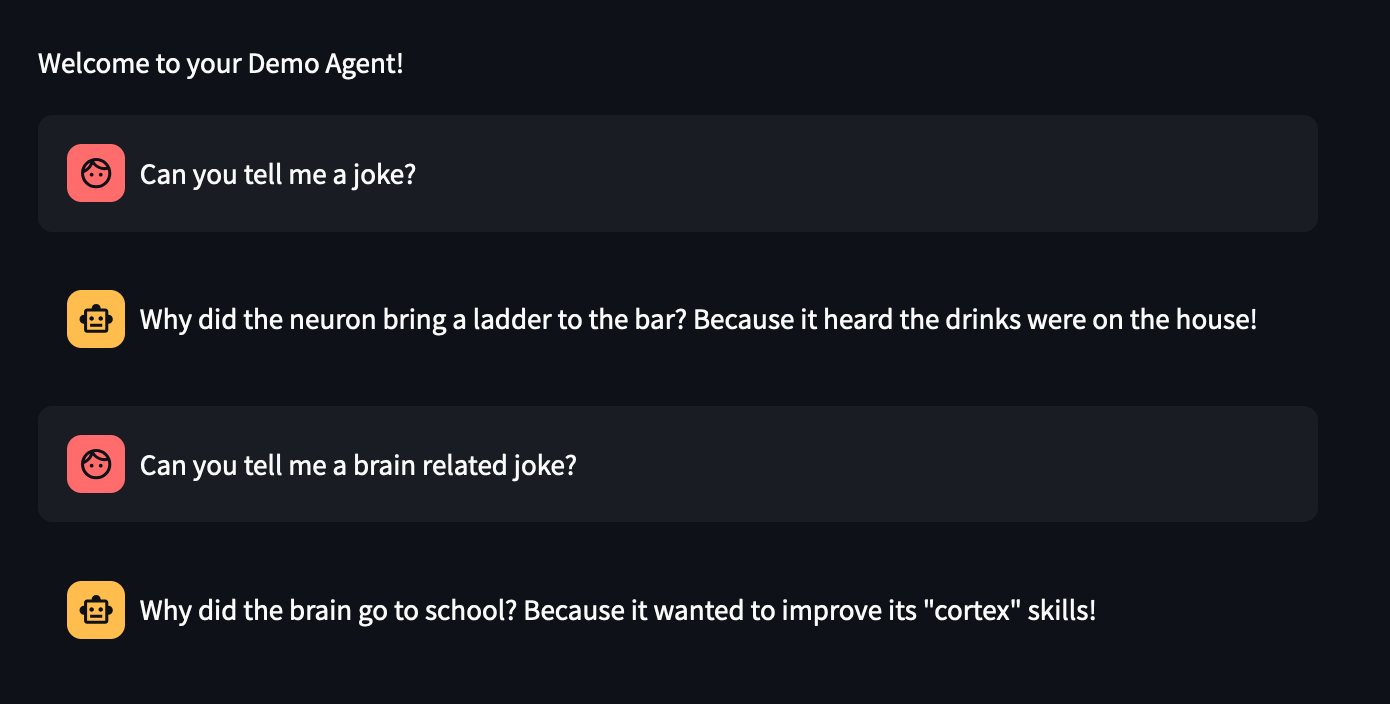 Welcome to your Demo Agent!
Can you tell me a joke?
Why did the neuron bring a ladder to the bar? Because it heard the drinks were on the house!
Can you tell me a brain related joke?
Why did the brain go to school? Because it wanted to improve its "cortex" skills!